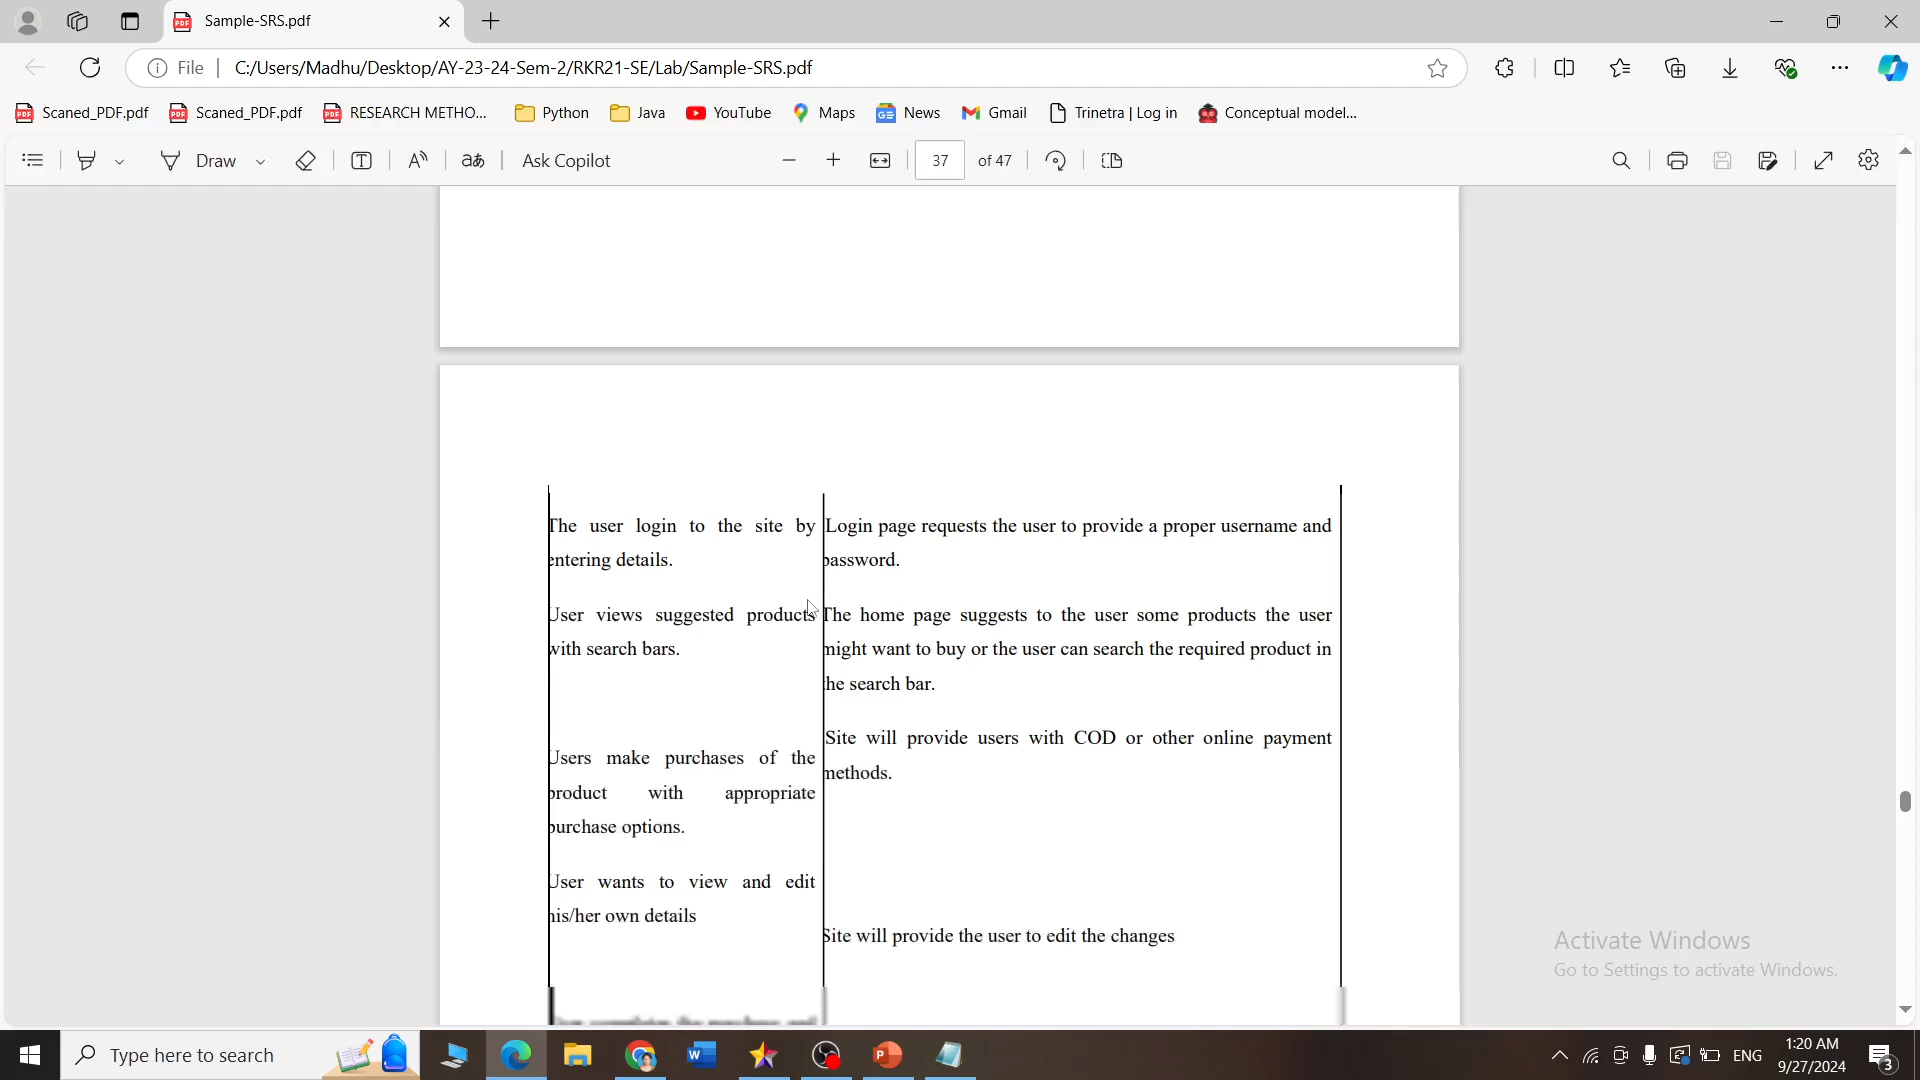 Sample-SRS.pdf
File
C:/Users/Madhu/Desktop/AY-23-24-Sem-2/RKR21-SE/Lab/Sample-SRS.pdf
Scaned_PDF.pdf
Scaned_PDF.pdf
RESEARCH METHO...
Python
Java
YouTube
Maps
News
Gmail
Trinetra | Log in
Conceptual model...
Draw
Ask Copilot
37
of 47
The user login to the site by
entering details.
Login page requests the user to provide a proper username and
password.
User views suggested products
with search bars.
The home page suggests to the user some products the user
might want to buy or the user can search the required product in
the search bar.
Users make purchases of the
product with appropriate
purchase options.
Site will provide users with COD or other online payment
methods.
User wants to view and edit
his/her own details
Site will provide the user to edit the changes
Activate Windows
Go to Settings to activate Windows.
Type here to search
ENG
1:20 AM
9/27/2024
3